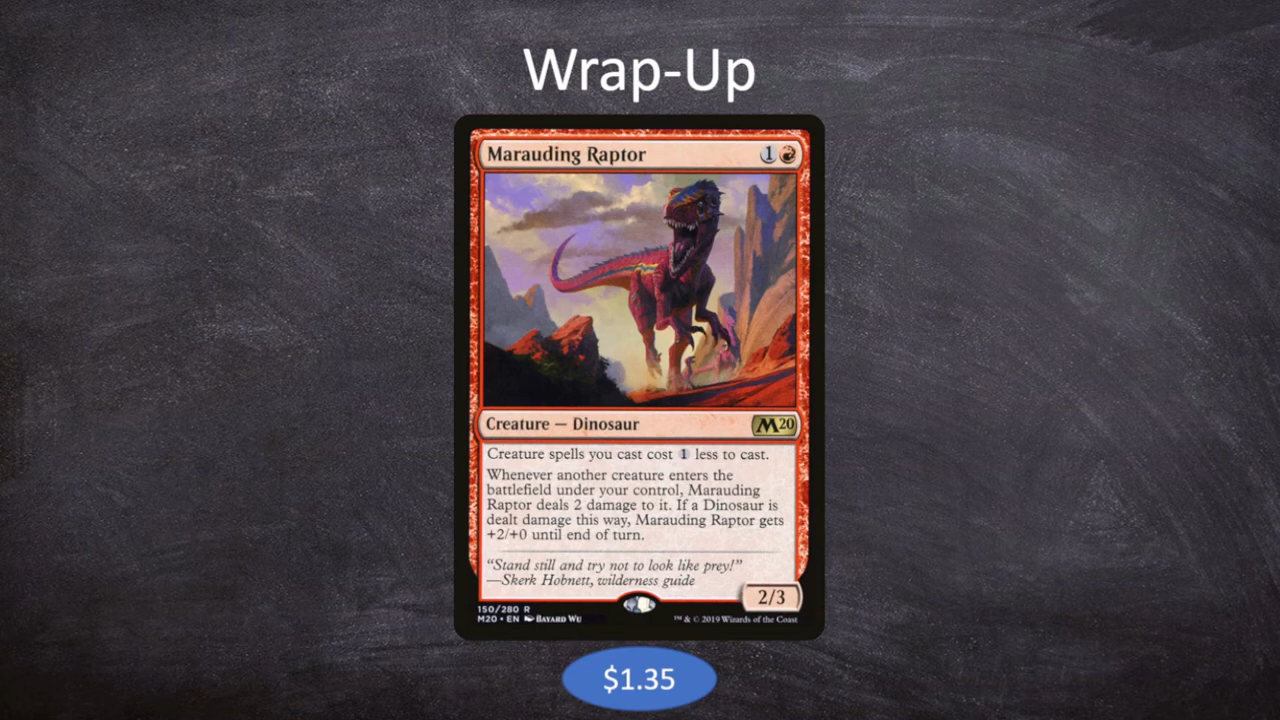 Wrap-Up
Marauding Raptor 1
Creature — Dinosaur M20
Creature spells you cast cost 1 less to cast.
Whenever another creature enters the
battlefield under your control, Marauding
Raptor deals 2 damage to it. If a Dinosaur is
dealt damage this way, Marauding Raptor gets
+2/+0 until end of turn.
“Stand still and try not to look like prey!”
—Skerk Hobnett, wilderness guide
2/3
150/280 R
M20 • EN Bayard Wu
™ & © 2019 Wizards of the Coast
$1.35